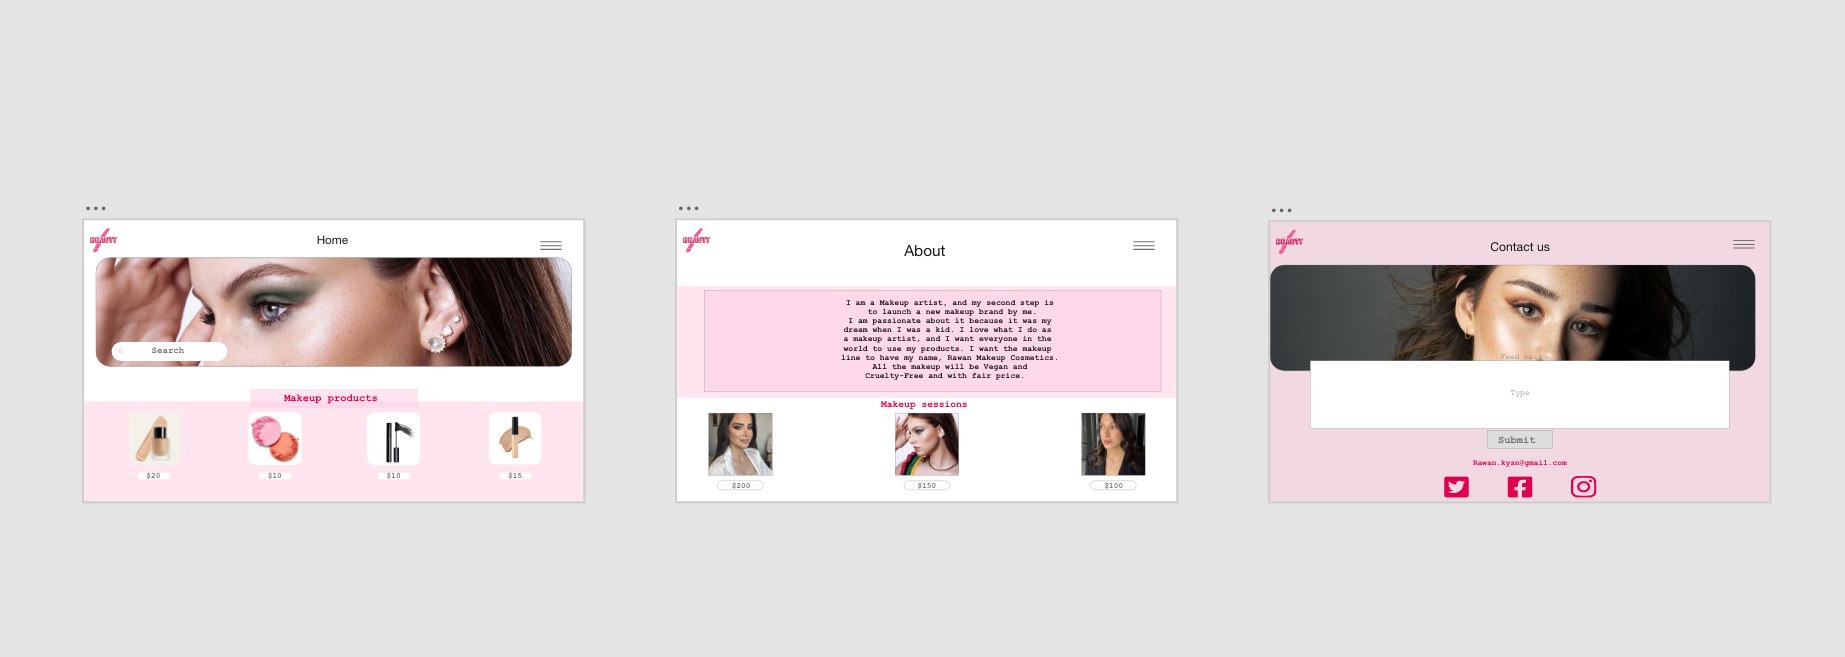 BEAUTY
Home
Search
Makeup products
$20
$10
$10
$15
BEAUTY
About
I am a Makeup artist, and my second step is
to launch a new makeup brand by me.
I am passionate about it because it was my
dream when I was a kid. I love what I do as
a makeup artist, and I want everyone in the
world to use my products. I want the makeup
line to have my name, Rawan Makeup Cosmetics.
All the makeup will be Vegan and
Cruelty-Free and with fair price.
Makeup sessions
$200
$150
$100
BEAUTY
Contact us
Feed back
Type
Submit
Rawan.kysn@gmail.com